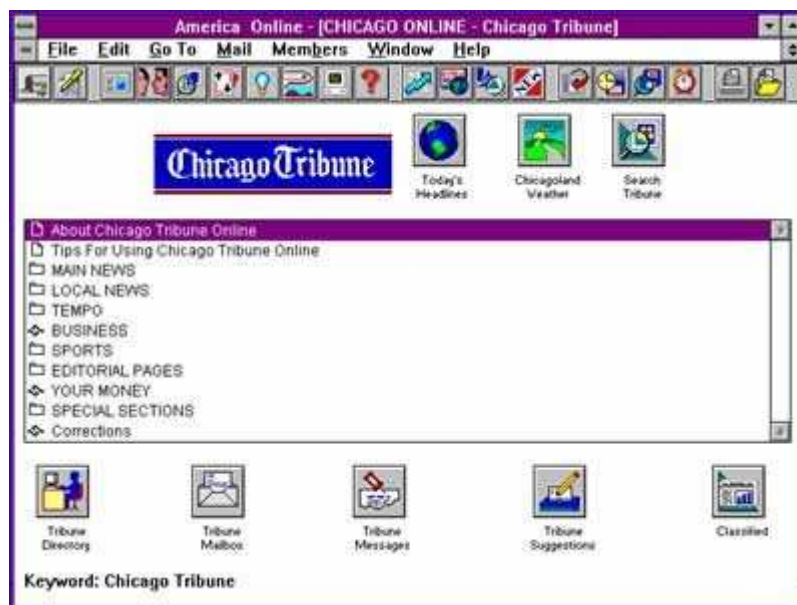 America Online - [CHICAGO ONLINE - Chicago Tribune]
File Edit Go To Mail Members Window Help
Chicago Tribune
Today's
Headlines
Chicagoland
Weather
Search
Tribune
About Chicago Tribune Online
Tips For Using Chicago Tribune Online
MAIN NEWS
LOCAL NEWS
TEMPO
BUSINESS
SPORTS
EDITORIAL PAGES
YOUR MONEY
SPECIAL SECTIONS
Corrections
Tribune
Directory
Tribune
Mailbox
Tribune
Messages
Tribune
Suggestions
Classified
Keyword: Chicago Tribune